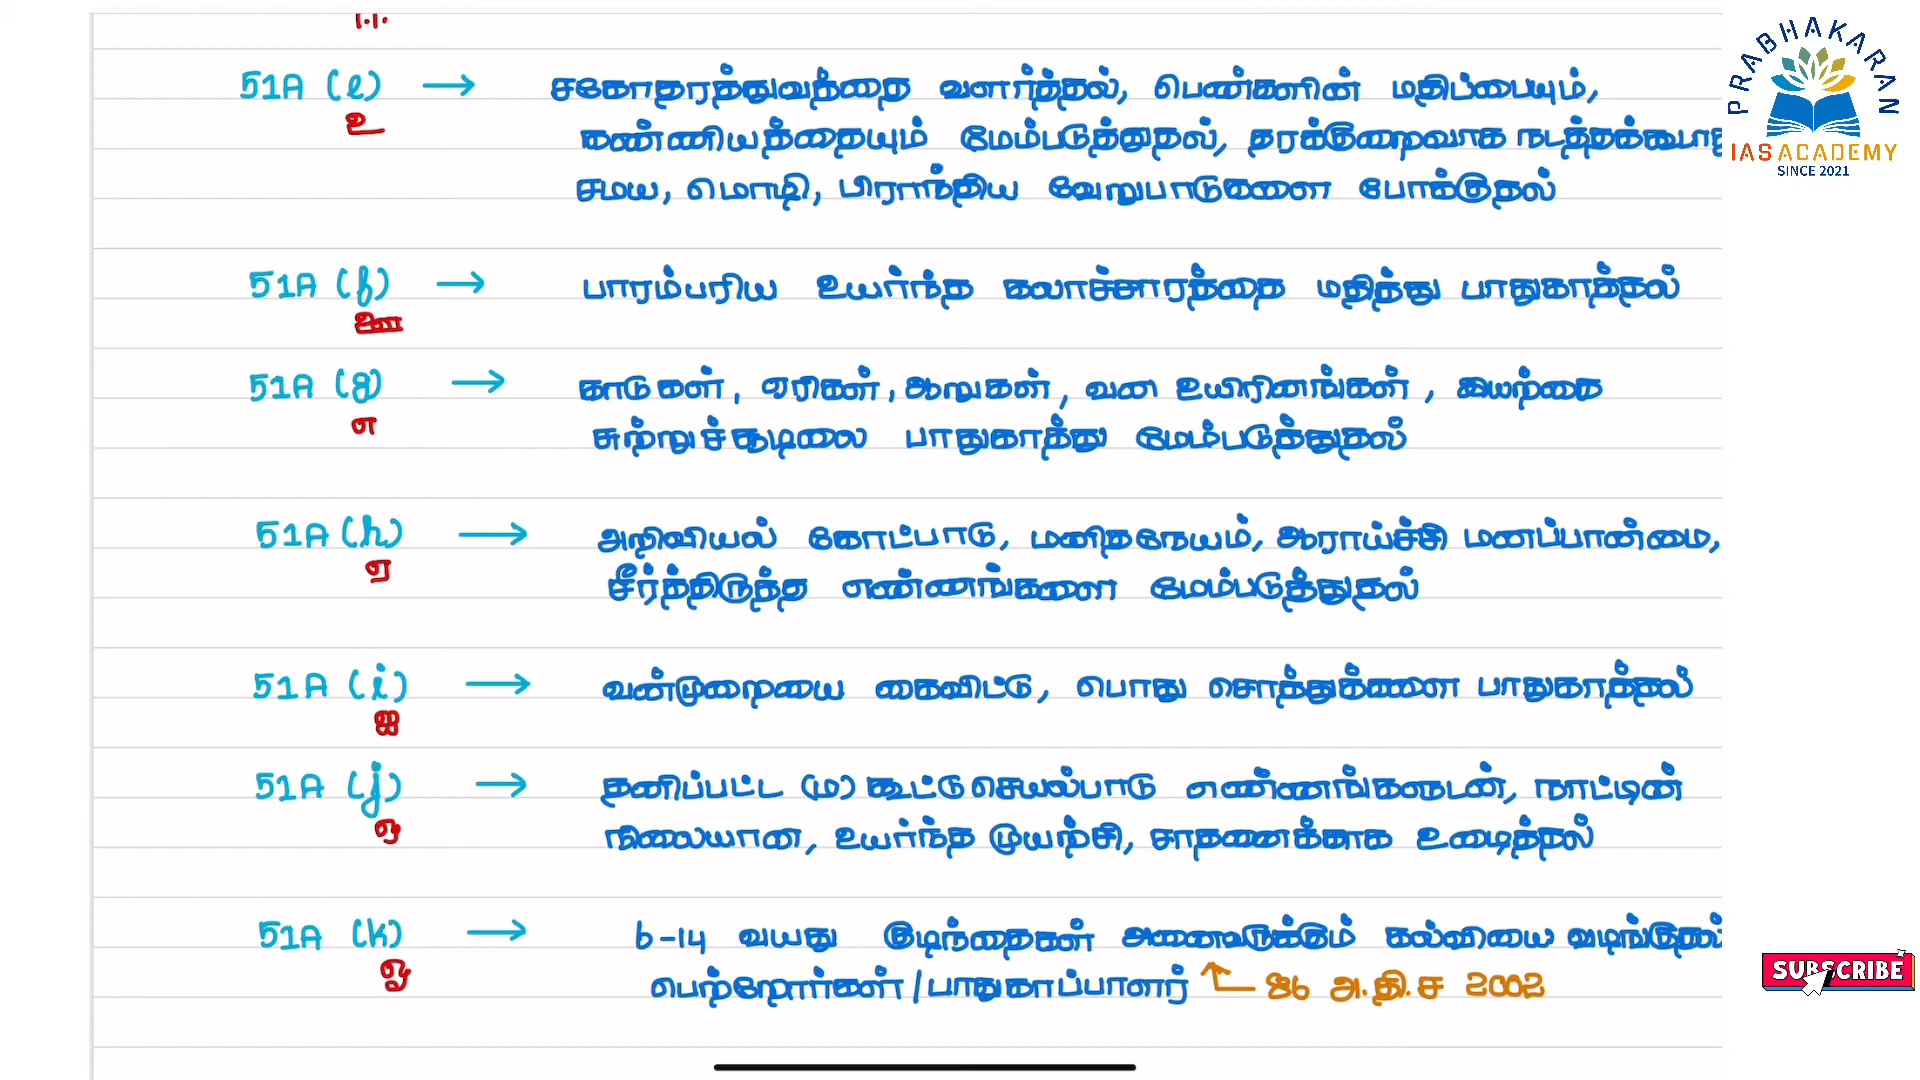 51A (e) → சகோதரத்துவத்தை வளர்த்தல், பெண்களின் மதிப்பையும்,
உ
கண்ணியத்தையும் மேம்படுத்துதல், தரக்குறைவாக நடத்தக்கூடாது
சமய, மொழி, பிராந்திய வேறுபாடுகளை போக்குதல்
51A (f) → பாரம்பரிய உயர்ந்த கலாச்சாரத்தை மதித்து பாதுகாத்தல்
ஊ
51A (g) → காடுகள், ஏரிகள், ஆறுகள், வன உயிரினங்கள், இயற்கை
எ
சுற்றுச்சூழலை பாதுகாத்து மேம்படுத்துதல்
51A (h) → அறிவியல் கோட்பாடு, மனிதநேயம், ஆராய்ச்சி மனப்பான்மை,
ஏ
சீர்த்திருத்த எண்ணங்களை மேம்படுத்துதல்
51A (i) → வன்முறையை கைவிட்டு, பொது சொத்துக்களை பாதுகாத்தல்
ஐ
51A (j) → தனிப்பட்ட (ம) கூட்டு செயல்பாடு எண்ணங்களுடன், நாட்டின்
ஒ
நிலையான, உயர்ந்த முயற்சி, சாதனைக்காக உழைத்தல்
51A (k) → 6-14 வயது குழந்தைகள் அனைவருக்கும் கல்வியை வழங்குதல்
ஓ
பெற்றோர்கள் / பாதுகாப்பாளர் 86 அ.தி.ச 2002
PRABHAKARAN
IAS ACADEMY
SINCE 2021
SUBSCRIBE